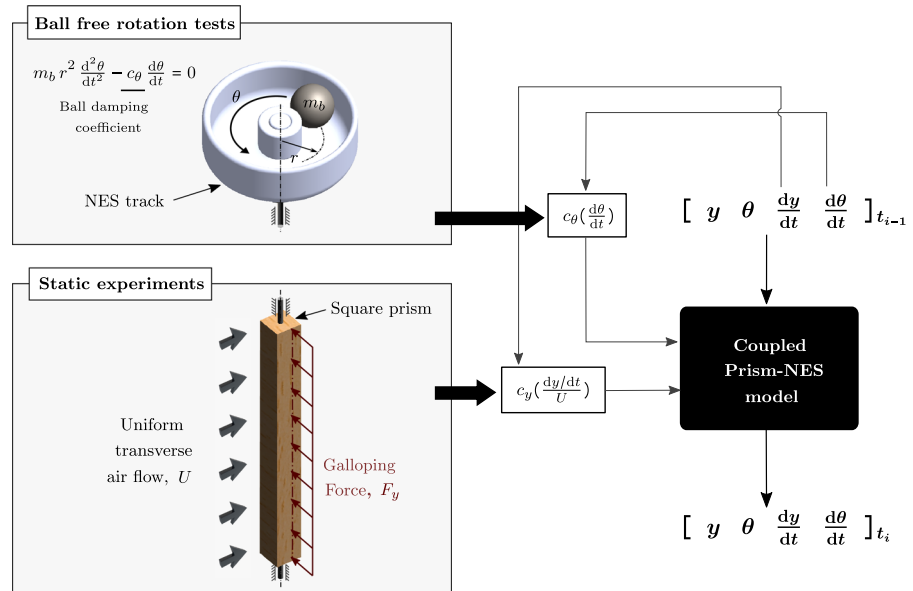 Ball free rotation tests
m_b r^2 d^2θ/dt^2 − c_θ dθ/dt = 0
Ball damping
coefficient
θ
m_b
r
NES track
Static experiments
Square prism
Uniform
transverse
air flow, U
Galloping
Force, F_y
c_θ(dθ/dt)
c_y(dy/dt/U)
[ y θ dy/dt dθ/dt ]_{t_{i−1}}
Coupled
Prism-NES
model
[ y θ dy/dt dθ/dt ]_{t_i}